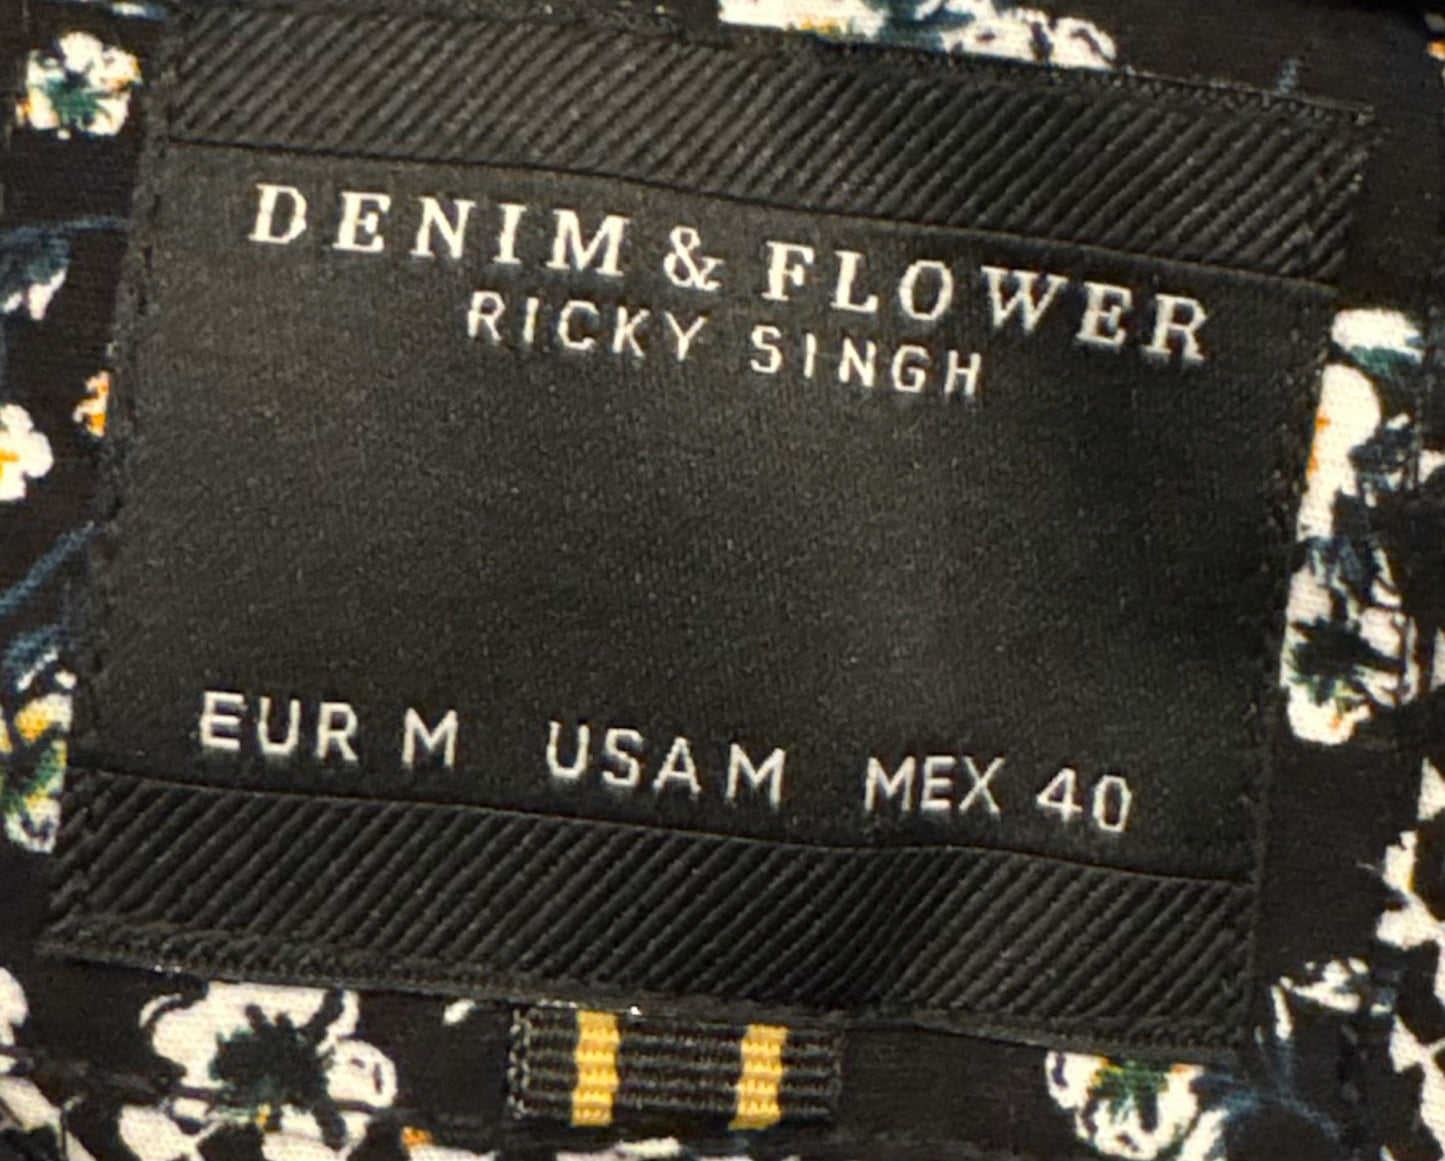 DENIM & FLOWER
RICKY SINGH
EUR M USA M MEX 40